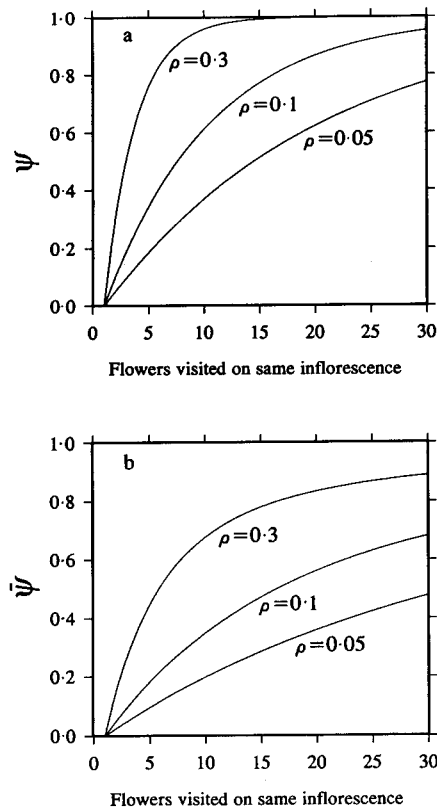 a
1·0
0·8
0·6
0·4
0·2
0·0
ψ
ρ=0·3
ρ=0·1
ρ=0·05
0 5 10 15 20 25 30
Flowers visited on same inflorescence
b
1·0
0·8
0·6
0·4
0·2
0·0
ψ̄
ρ=0·3
ρ=0·1
ρ=0·05
0 5 10 15 20 25 30
Flowers visited on same inflorescence